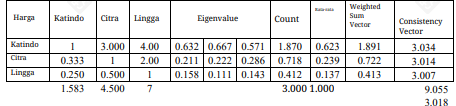 Harga Katindo Citra Lingga Eigenvalue Count Rata-rata Weighted Sum Vector Consistency Vector
Katindo 1 3.000 4.00 0.632 0.667 0.571 1.870 0.623 1.891 3.034
Citra 0.333 1 2.00 0.211 0.222 0.286 0.718 0.239 0.722 3.014
Lingga 0.250 0.500 1 0.158 0.111 0.143 0.412 0.137 0.413 3.007
1.583 4.500 7 3.000 1.000 9.055
3.018